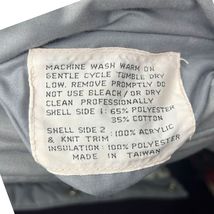 MACHINE WASH WARM ON
GENTLE CYCLE TUMBLE DRY
LOW. REMOVE PROMPTLY DO
NOT USE BLEACH / OR DRY
CLEAN PROFESSIONALLY
SHELL SIDE 1: 65% POLYESTER
35% COTTON
SHELL SIDE 2 : 100% ACRYLIC
& KNIT TRIM
INSULATION: 100% POLYESTER
MADE IN TAIWAN